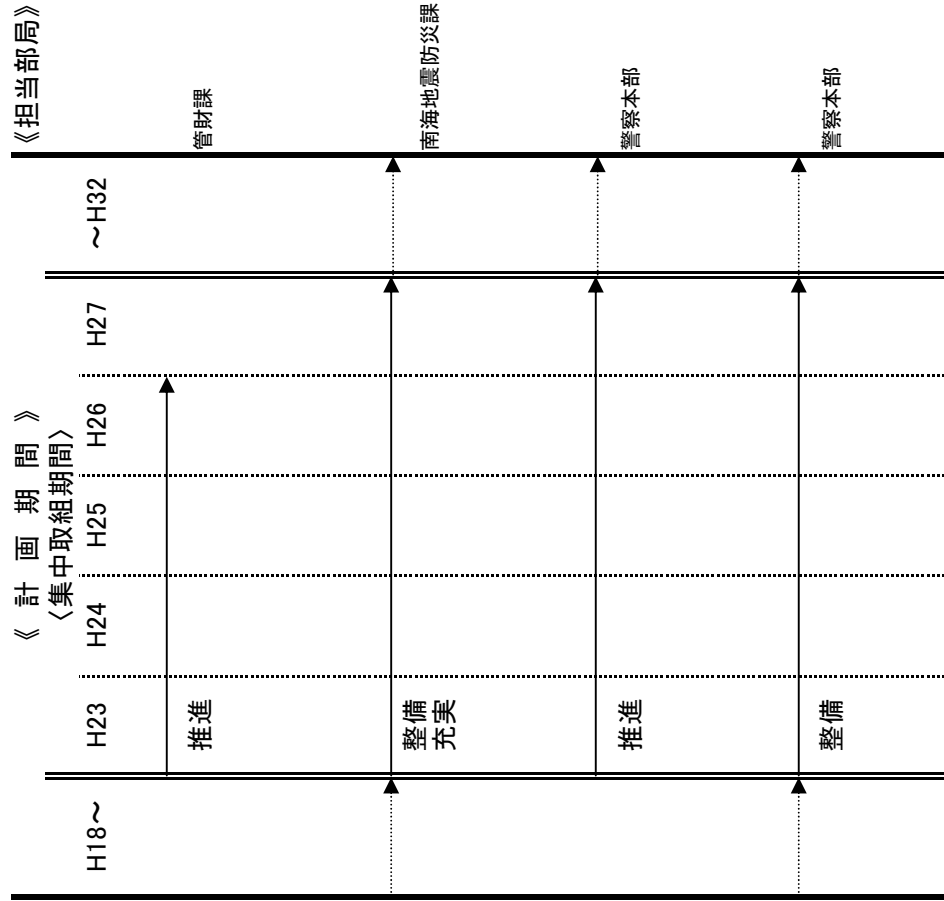 《 計 画 期 間 》
《担当部局》
〈集中取組期間〉
H18～
H23
H24
H25
H26
H27
～H32
推進
管財課
整備
充実
南海地震防災課
推進
警察本部
整備
警察本部